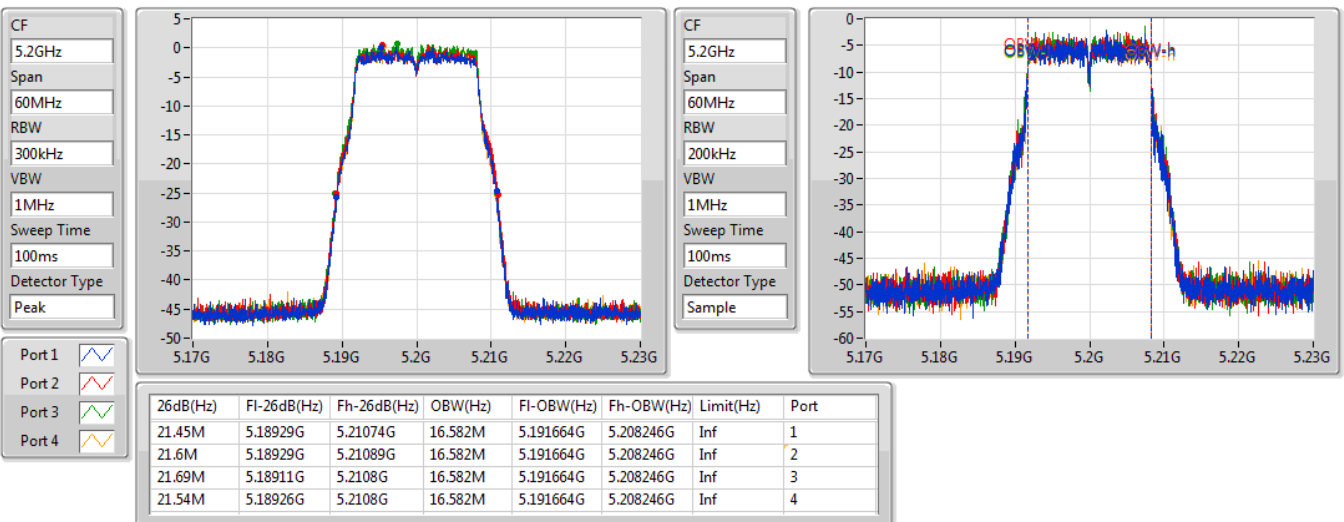 CF
5.2GHz
Span
60MHz
RBW
300kHz
VBW
1MHz
Sweep Time
100ms
Detector Type
Peak
5
0
-5
-10
-15
-20
-25
-30
-35
-40
-45
-50
5.17G 5.18G 5.19G 5.2G 5.21G 5.22G 5.23G
CF
5.2GHz
Span
60MHz
RBW
200kHz
VBW
1MHz
Sweep Time
100ms
Detector Type
Sample
0
-5
-10
-15
-20
-25
-30
-35
-40
-45
-50
-55
-60
5.17G 5.18G 5.19G 5.2G 5.21G 5.22G 5.23G
Port 1
Port 2
Port 3
Port 4
26dB(Hz) Fl-26dB(Hz) Fh-26dB(Hz) OBW(Hz) Fl-OBW(Hz) Fh-OBW(Hz) Limit(Hz) Port
21.45M 5.18929G 5.21074G 16.582M 5.191664G 5.208246G Inf 1
21.6M 5.18929G 5.21089G 16.582M 5.191664G 5.208246G Inf 2
21.69M 5.18911G 5.2108G 16.582M 5.191664G 5.208246G Inf 3
21.54M 5.18926G 5.2108G 16.582M 5.191664G 5.208246G Inf 4